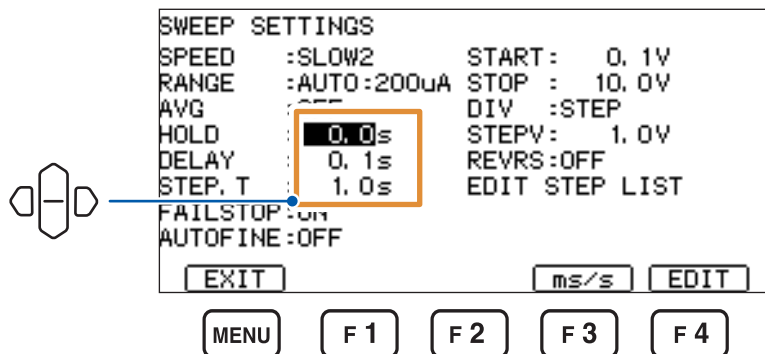 SWEEP SETTINGS
SPEED :SLOW2 START: 0.1V
RANGE :AUTO:200uA STOP : 10.0V
AVG DIV :STEP
HOLD : 0.0s STEPV: 1.0V
DELAY : 0.1s REVRS:OFF
STEP.T : 1.0s EDIT STEP LIST
FAILSTOP:ON
AUTOFINE:OFF
EXIT ms/s EDIT
MENU F1 F2 F3 F4